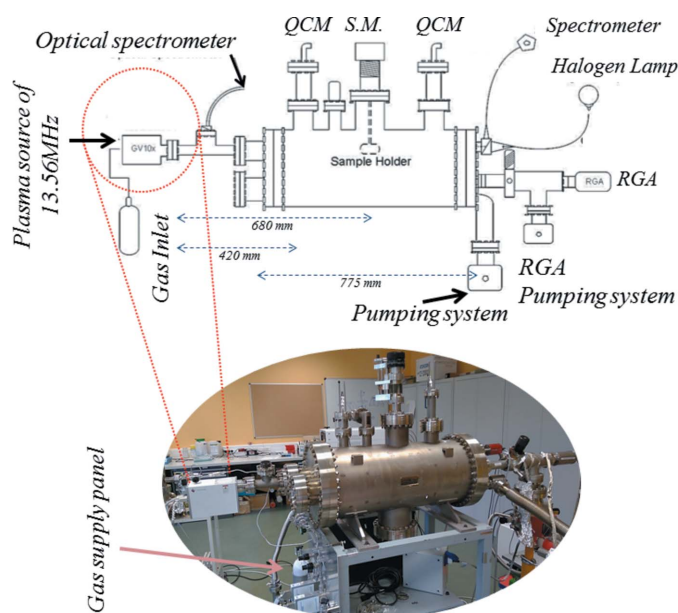 QCM S.M. QCM
Spectrometer
Optical spectrometer
Halogen Lamp
Plasma source of
13.56MHz
GV10x
Sample Holder
RGA
RGA
Gas Inlet
680 mm
420 mm
775 mm
RGA
Pumping system
Pumping system
Gas supply panel